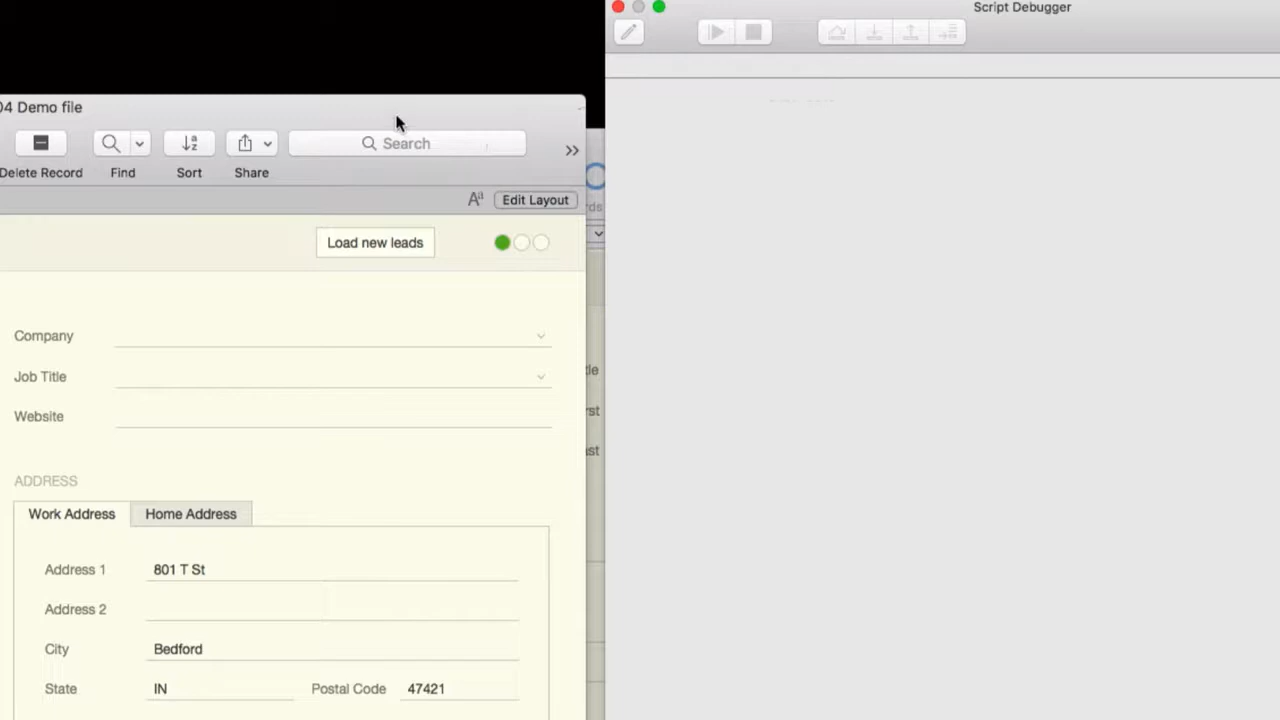 Script Debugger
04 Demo file
Search
Delete Record
Find
Sort
Share
Edit Layout
Load new leads
Company
Job Title
Website
ADDRESS
Work Address
Home Address
Address 1
801 T St
Address 2
City
Bedford
State
IN
Postal Code
47421